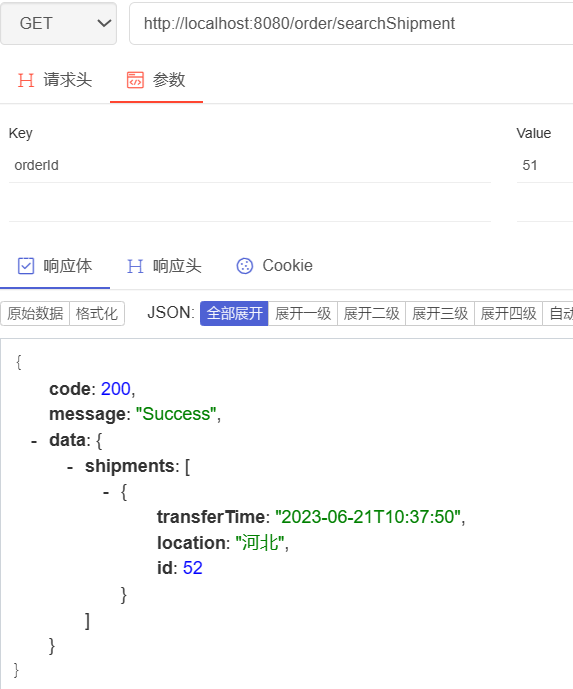 GET http://localhost:8080/order/searchShipment
请求头 参数
Key Value
orderId 51
响应体 响应头 Cookie
原始数据 格式化 JSON: 全部展开 展开一级 展开二级 展开三级 展开四级 自动
{
code: 200,
message: "Success",
- data: {
- shipments: [
- {
transferTime: "2023-06-21T10:37:50",
location: "河北",
id: 52
}
]
}
}